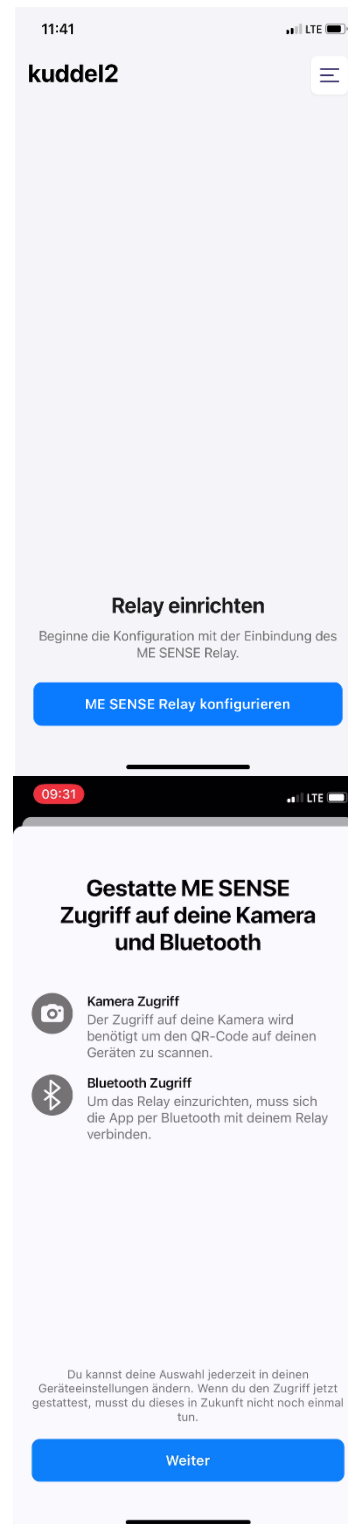 11:41
LTE
kuddel2
Relay einrichten
Beginne die Konfiguration mit der Einbindung des
ME SENSE Relay.
ME SENSE Relay konfigurieren
09:31
LTE
Gestatte ME SENSE
Zugriff auf deine Kamera
und Bluetooth
Kamera Zugriff
Der Zugriff auf deine Kamera wird
benötigt um den QR-Code auf deinen
Geräten zu scannen.
Bluetooth Zugriff
Um das Relay einzurichten, muss sich
die App per Bluetooth mit deinem Relay
verbinden.
Du kannst deine Auswahl jederzeit in deinen
Geräteeinstellungen ändern. Wenn du den Zugriff jetzt
gestattest, musst du dieses in Zukunft nicht noch einmal
tun.
Weiter